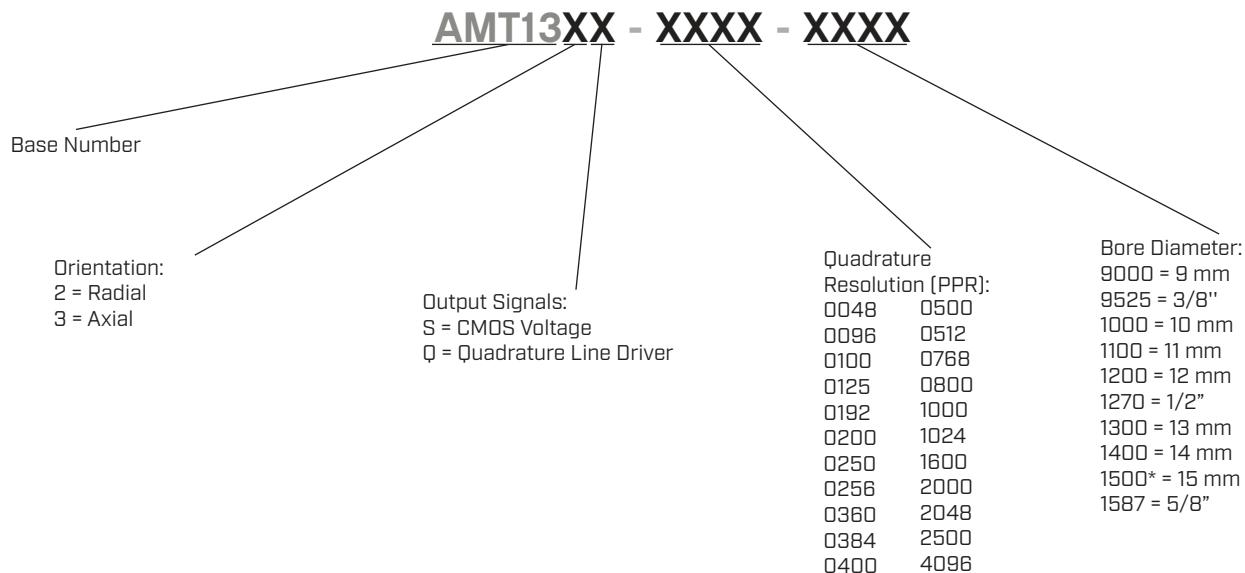 AMT13XX - XXXX - XXXX
Base Number
Orientation:
2 = Radial
3 = Axial
Output Signals:
S = CMOS Voltage
Q = Quadrature Line Driver
Quadrature
Resolution (PPR):
0048 0500
0096 0512
0100 0768
0125 0800
0192 1000
0200 1024
0250 1600
0256 2000
0360 2048
0384 2500
0400 4096
Bore Diameter:
9000 = 9 mm
9525 = 3/8''
1000 = 10 mm
1100 = 11 mm
1200 = 12 mm
1270 = 1/2”
1300 = 13 mm
1400 = 14 mm
1500* = 15 mm
1587 = 5/8”